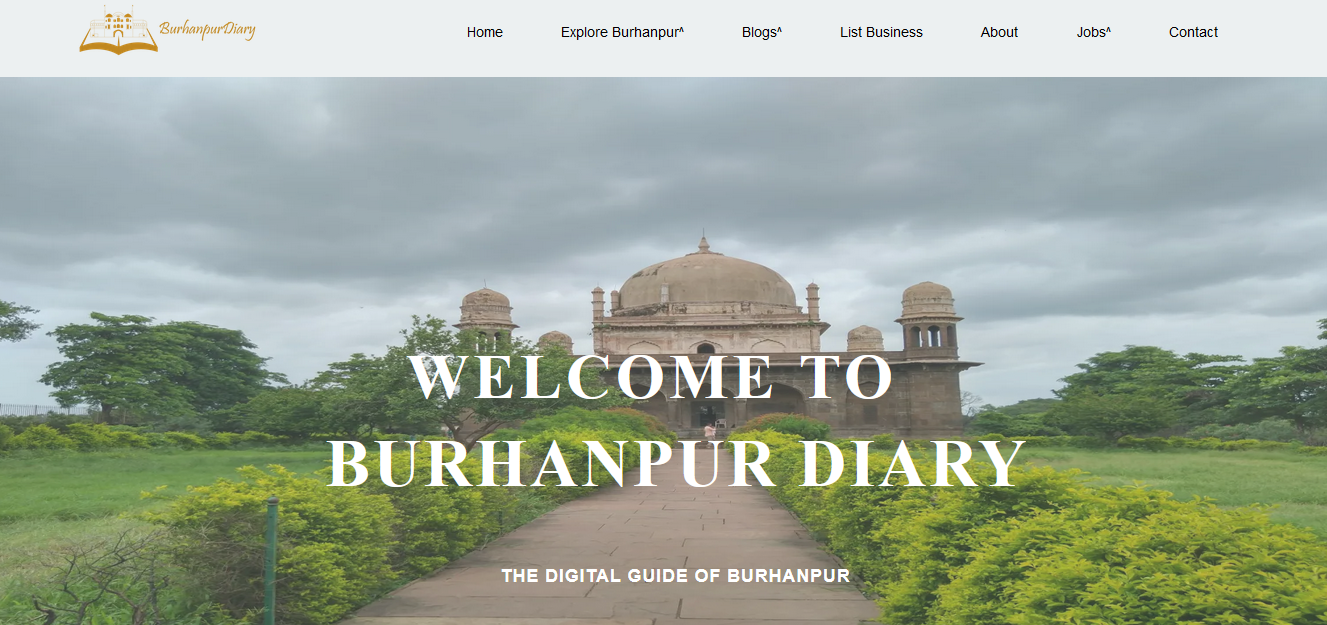 BurhanpurDiary
Home Explore Burhanpur^ Blogs^ List Business About Jobs^ Contact
WELCOME TO
BURHANPUR DIARY
THE DIGITAL GUIDE OF BURHANPUR